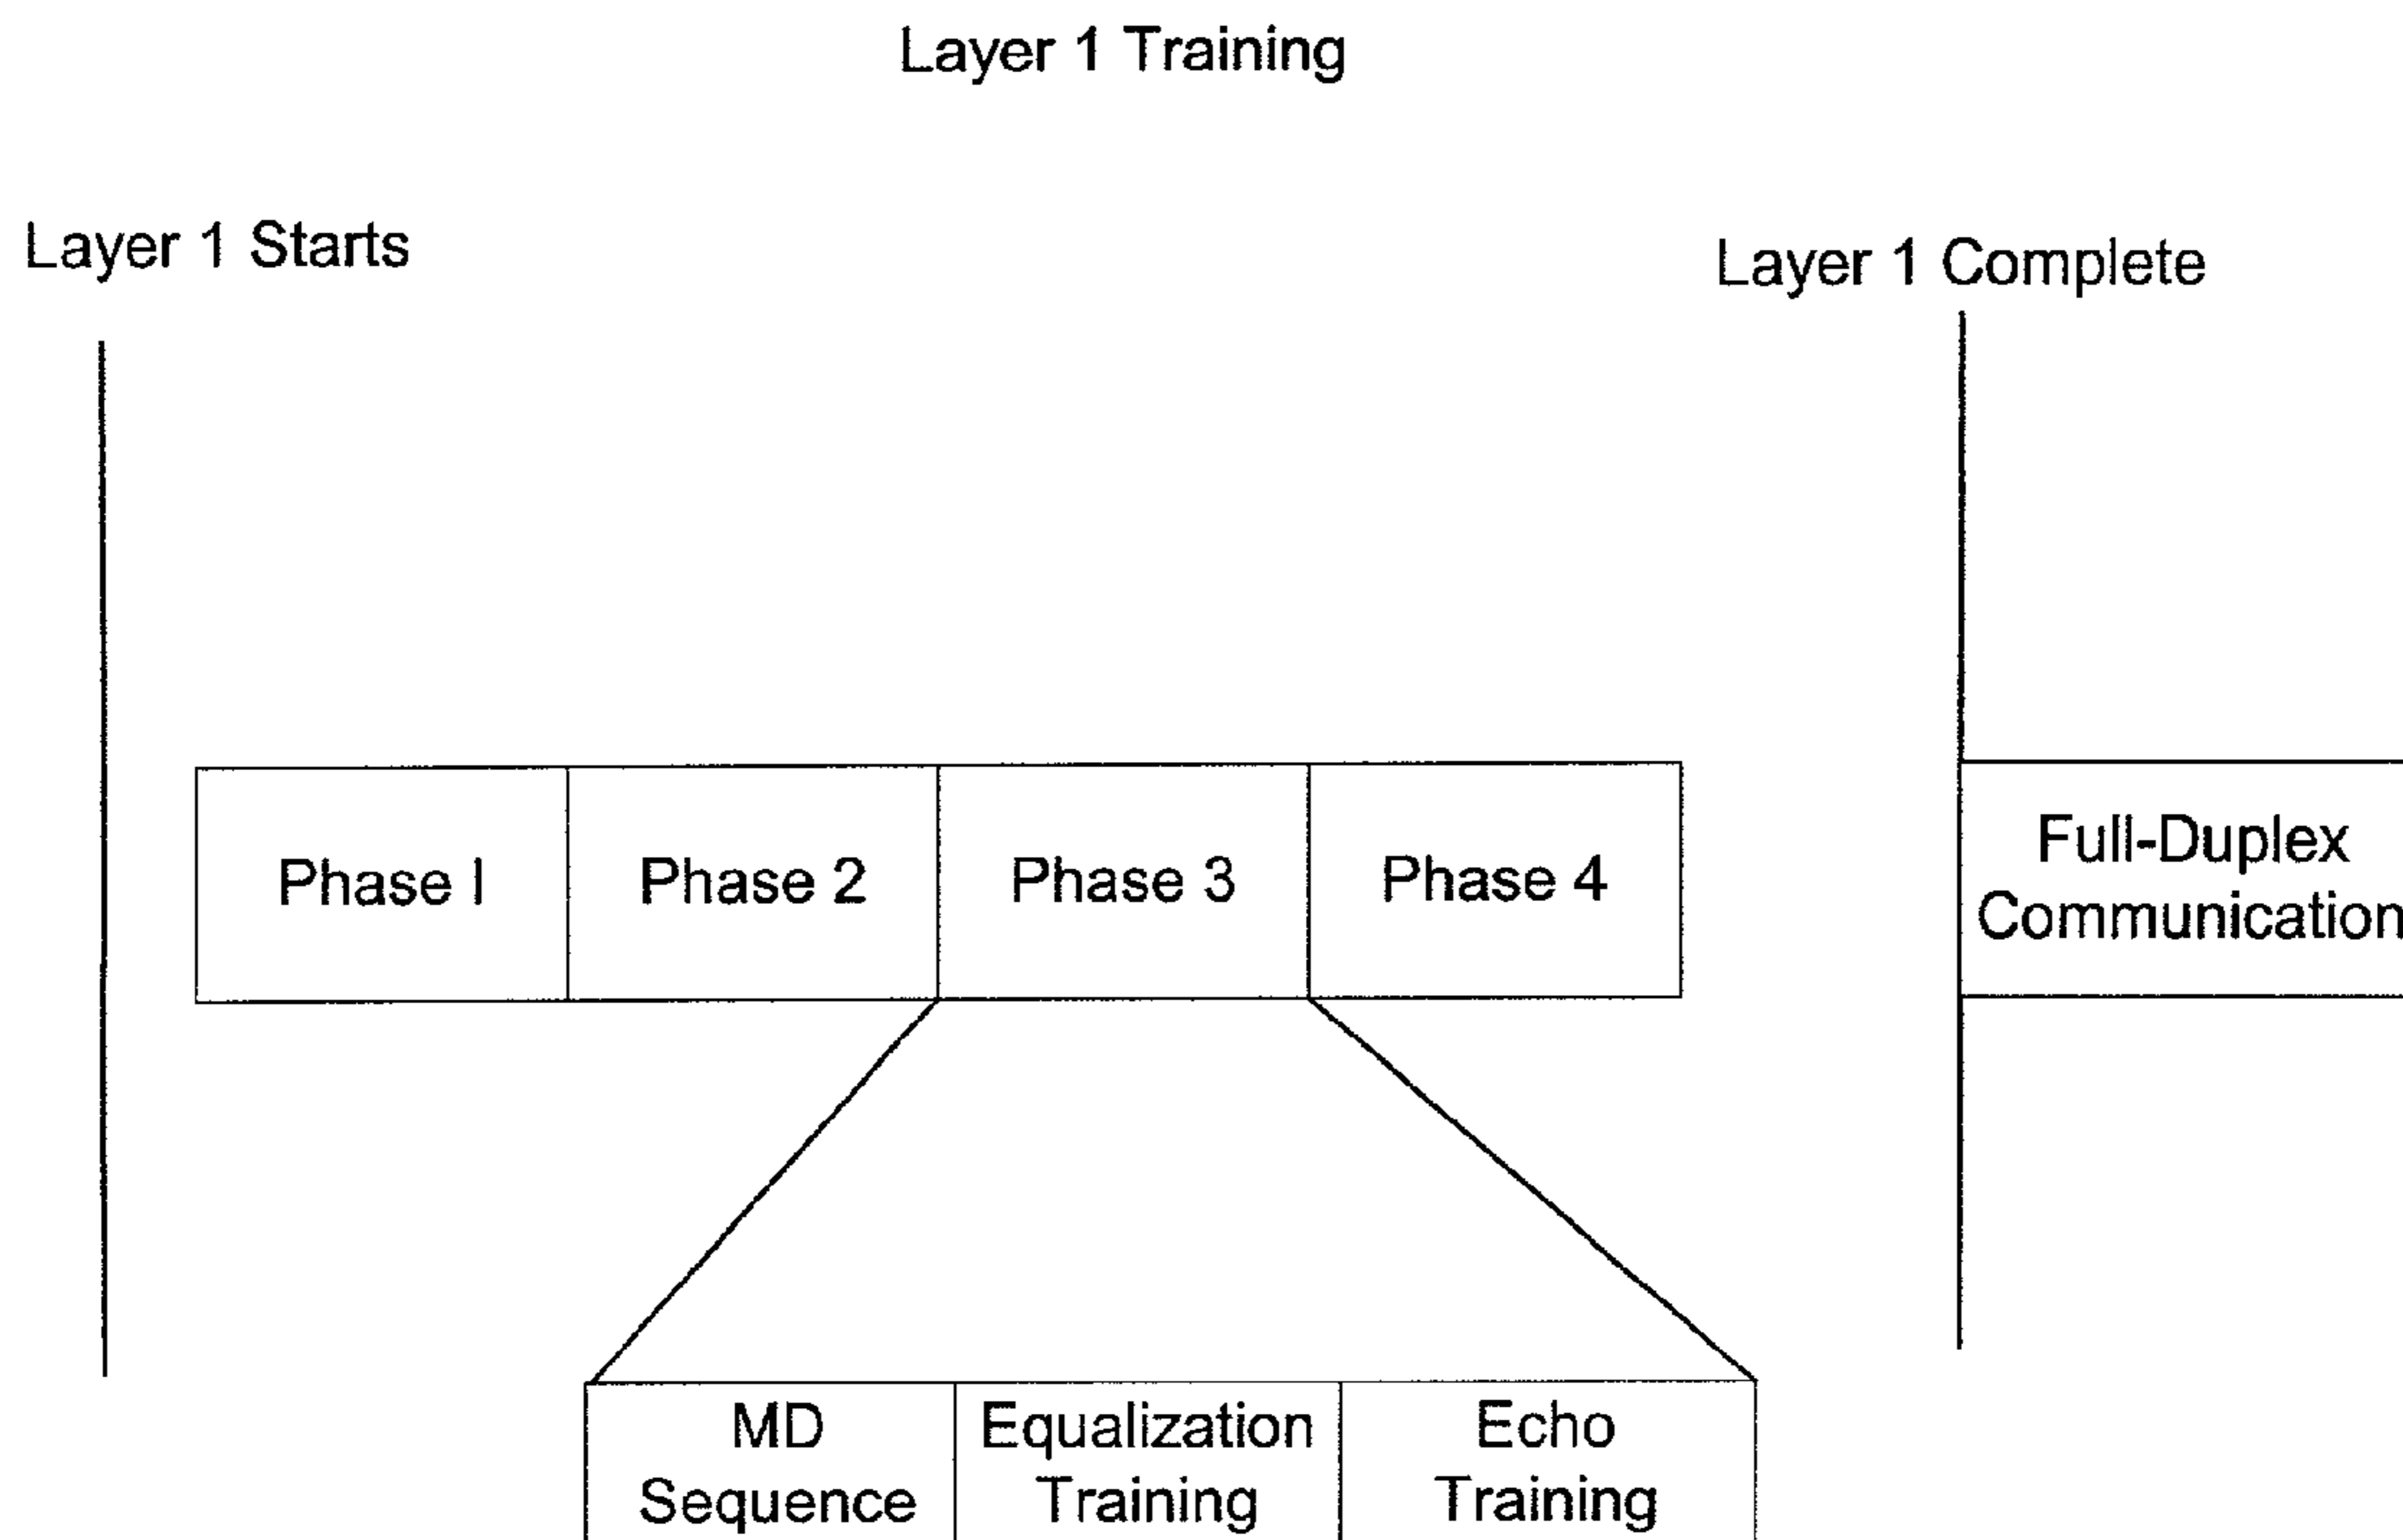 Layer 1 Training
Layer 1 Starts
Layer 1 Complete
Phase I
Phase 2
Phase 3
Phase 4
Full-Duplex
Communication
MD
Sequence
Equalization
Training
Echo
Training